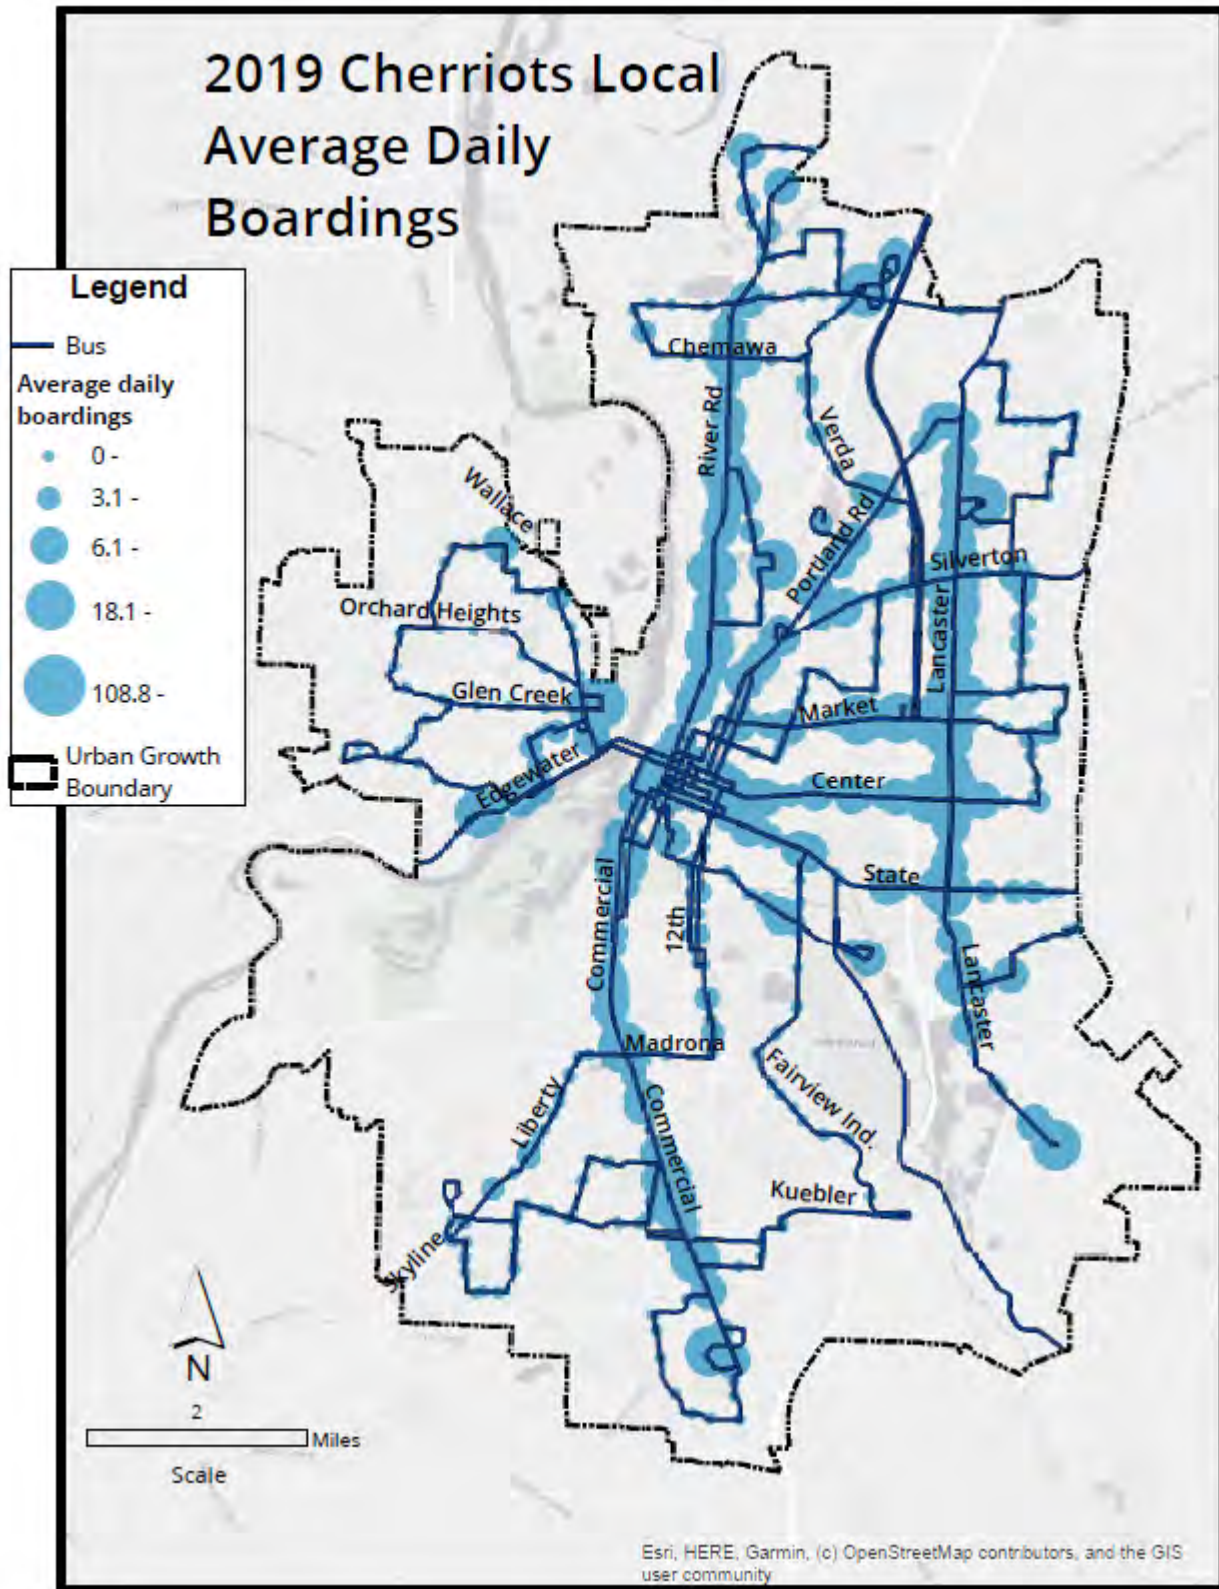 2019 Cherriots Local
Average Daily
Boardings
Legend
Bus
Average daily
boardings
0 -
3.1 -
6.1 -
18.1 -
108.8 -
Urban Growth
Boundary
Chemawa
River Rd
Verda
Wallace
Portland Rd
Silverton
Orchard Heights
Lancaster
Glen Creek
Market
Edgewater
Center
State
Commercial
12th
Lancaster
Madrona
Fairview Ind.
Liberty
Commercial
Kuebler
Skyline
N
2
Miles
Scale
Esri, HERE, Garmin, (c) OpenStreetMap contributors, and the GIS
user community